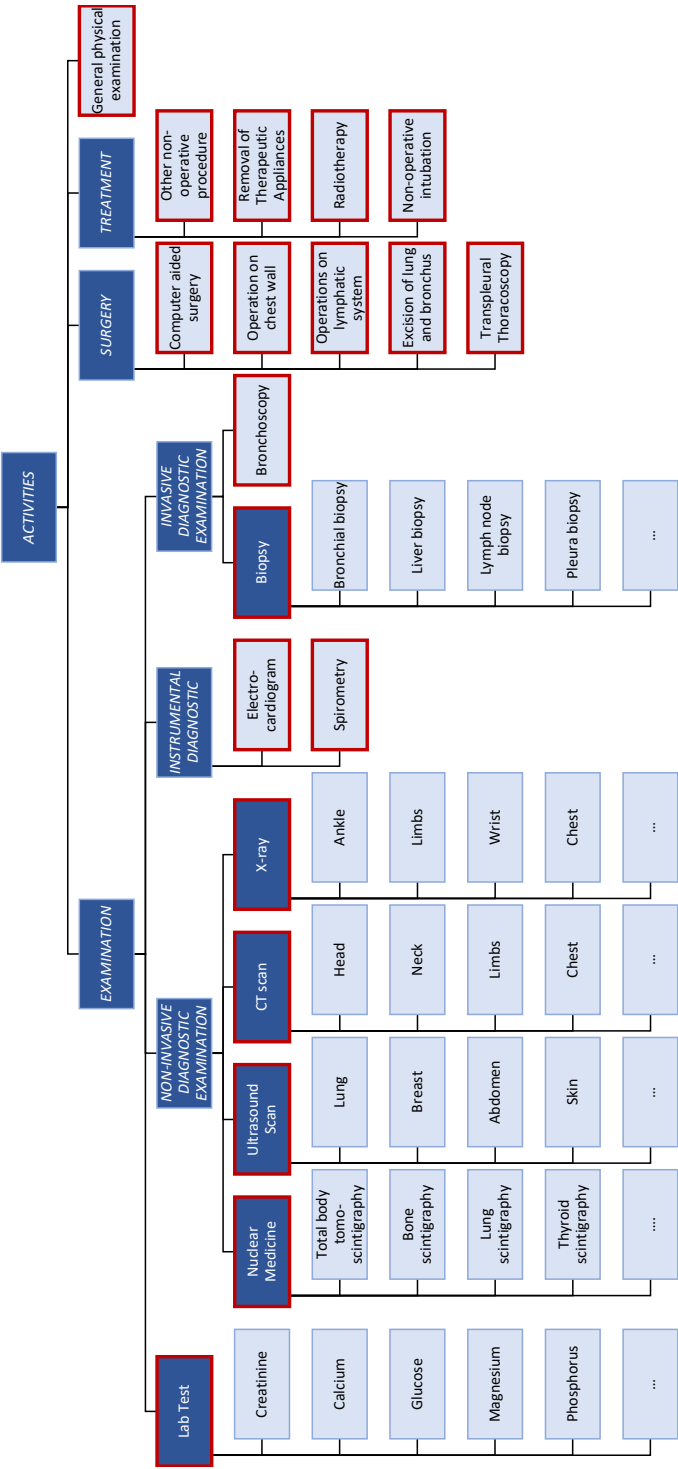 ACTIVITIES
EXAMINATION
Lab Test
Creatinine
Calcium
Glucose
Magnesium
Phosphorus
...
NON-INVASIVE
DIAGNOSTIC
EXAMINATION
Nuclear
Medicine
Total body
tomo-
scintigraphy
Bone
scintigraphy
Lung
scintigraphy
Thyroid
scintigraphy
....
Ultrasound
Scan
Lung
Breast
Abdomen
Skin
...
CT scan
Head
Neck
Limbs
Chest
...
X-ray
Ankle
Limbs
Wrist
Chest
...
INSTRUMENTAL
DIAGNOSTIC
Electro-
cardiogram
Spirometry
INVASIVE
DIAGNOSTIC
EXAMINATION
Biopsy
Bronchial biopsy
Liver biopsy
Lymph node
biopsy
Pleura biopsy
...
Bronchoscopy
SURGERY
Computer aided
surgery
Operation on
chest wall
Operations on
lymphatic
system
Excision of lung
and bronchus
Transpleural
Thoracoscopy
TREATMENT
Other non-
operative
procedure
Removal of
Therapeutic
Appliances
Radiotherapy
Non-operative
intubation
General physical
examination